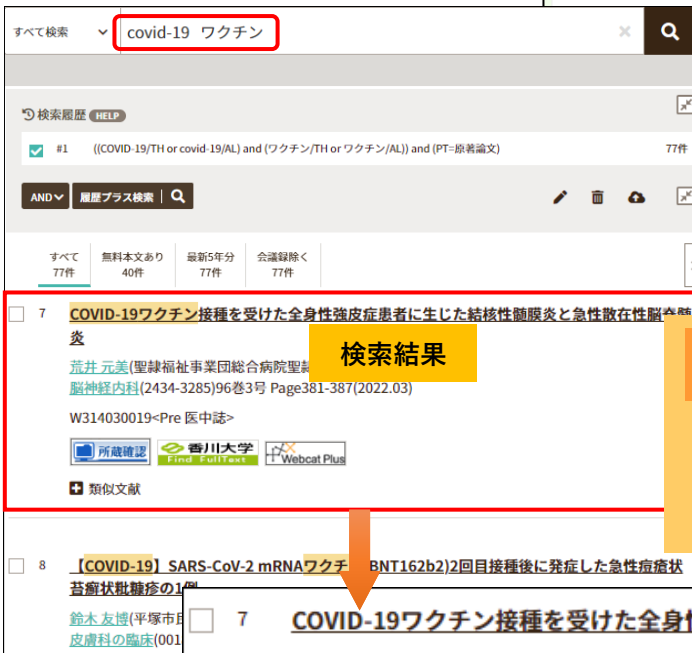 すべて検索 covid-19 ワクチン
検索履歴 HELP
#1 ((COVID-19/TH or covid-19/AL) and (ワクチン/TH or ワクチン/AL)) and (PT=原著論文) 77件
AND 履歴プラス検索
すべて 無料本文あり 最新5年分 会議録除く
77件 40件 77件 77件
7 COVID-19ワクチン接種を受けた全身性強皮症患者に生じた結核性髄膜炎と急性散在性脳脊髄
炎
荒井 元美(聖隷福祉事業団総合病院聖
検索結果
脳神経内科(2434-3285)96巻3号 Page381-387(2022.03)
W314030019<Pre 医中誌>
所蔵確認 香川大学 Find FullText Webcat Plus
類似文献
8 【COVID-19】SARS-CoV-2 mRNAワクチ BNT162b2)2回目接種後に発症した急性痘瘡状
苔癬状粃糠疹の1例
鈴木 友博(平塚市
皮膚科の臨床(001
7 COVID-19ワクチン接種を受けた全身